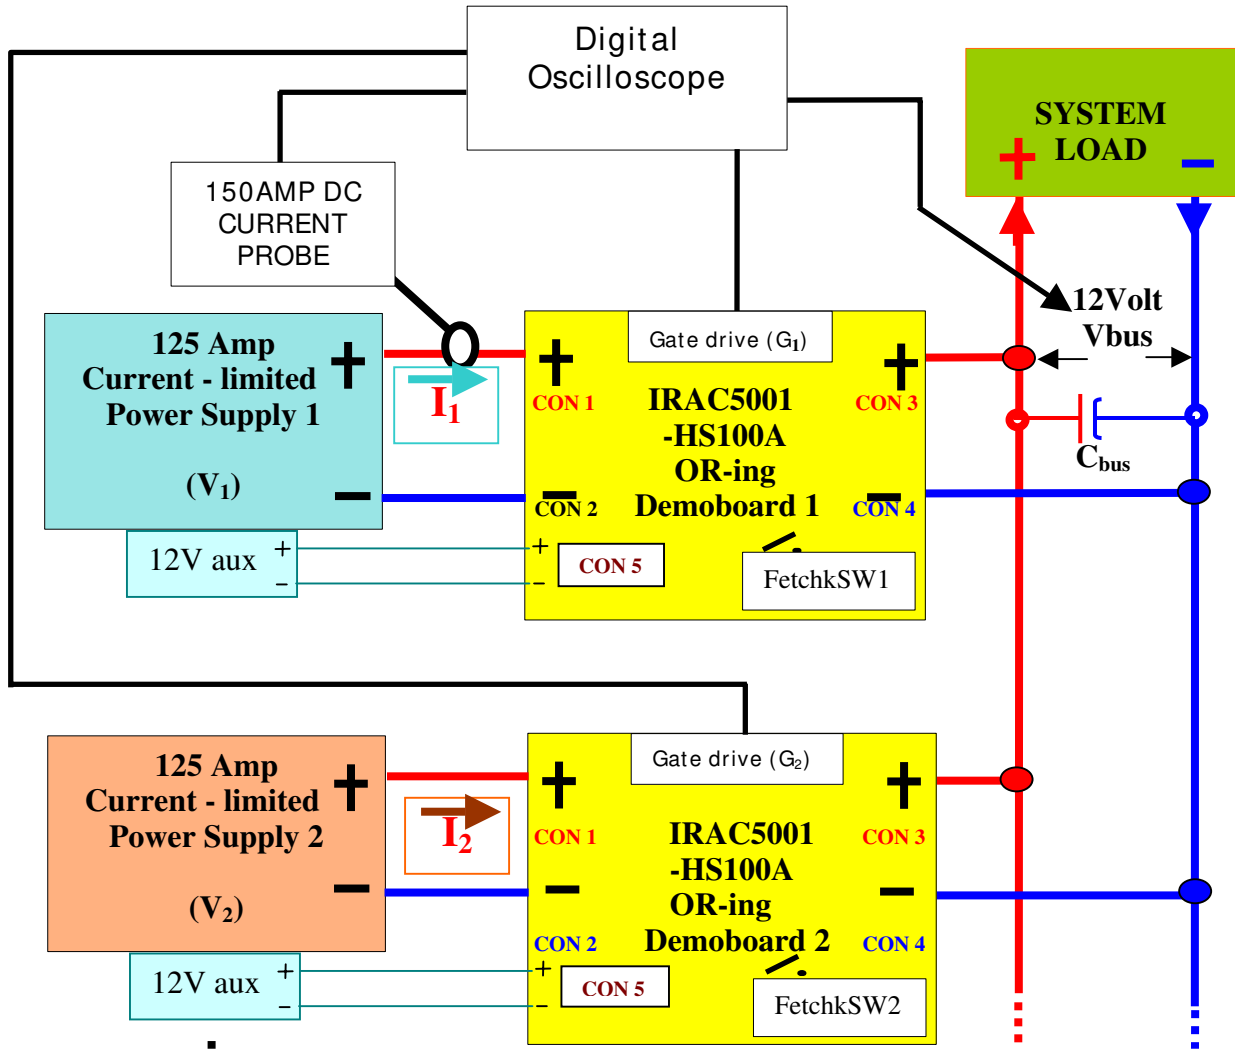 Digital
Oscilloscope
SYSTEM
LOAD
+
−
150AMP DC
CURRENT
PROBE
12Volt
Vbus
125 Amp
Current - limited
Power Supply 1
(V1)
+
−
I1
Gate drive (G1)
+
+
CON 1
CON 3
IRAC5001
-HS100A
OR-ing
Demoboard 1
−
−
CON 2
CON 4
Cbus
12V aux
+
−
+
−
CON 5
FetchkSW1
125 Amp
Current - limited
Power Supply 2
(V2)
+
−
I2
Gate drive (G2)
+
+
CON 1
CON 3
IRAC5001
-HS100A
OR-ing
Demoboard 2
−
−
CON 2
CON 4
12V aux
+
−
+
−
CON 5
FetchkSW2